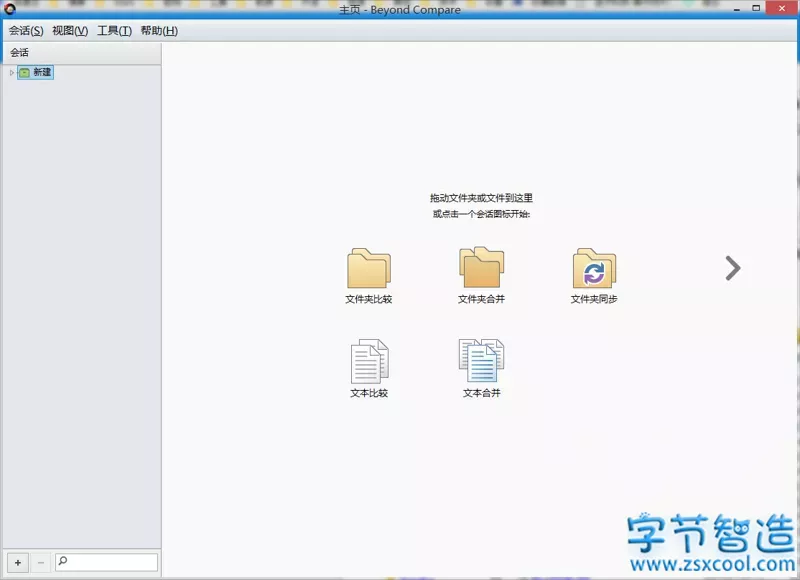 主页 - Beyond Compare
会话(S) 视图(V) 工具(T) 帮助(H)
会话
新建
拖动文件夹或文件到这里
或点击一个会话图标开始:
文件夹比较 文件夹合并 文件夹同步
文本比较 文本合并
字节智造
www.zsxcool.com